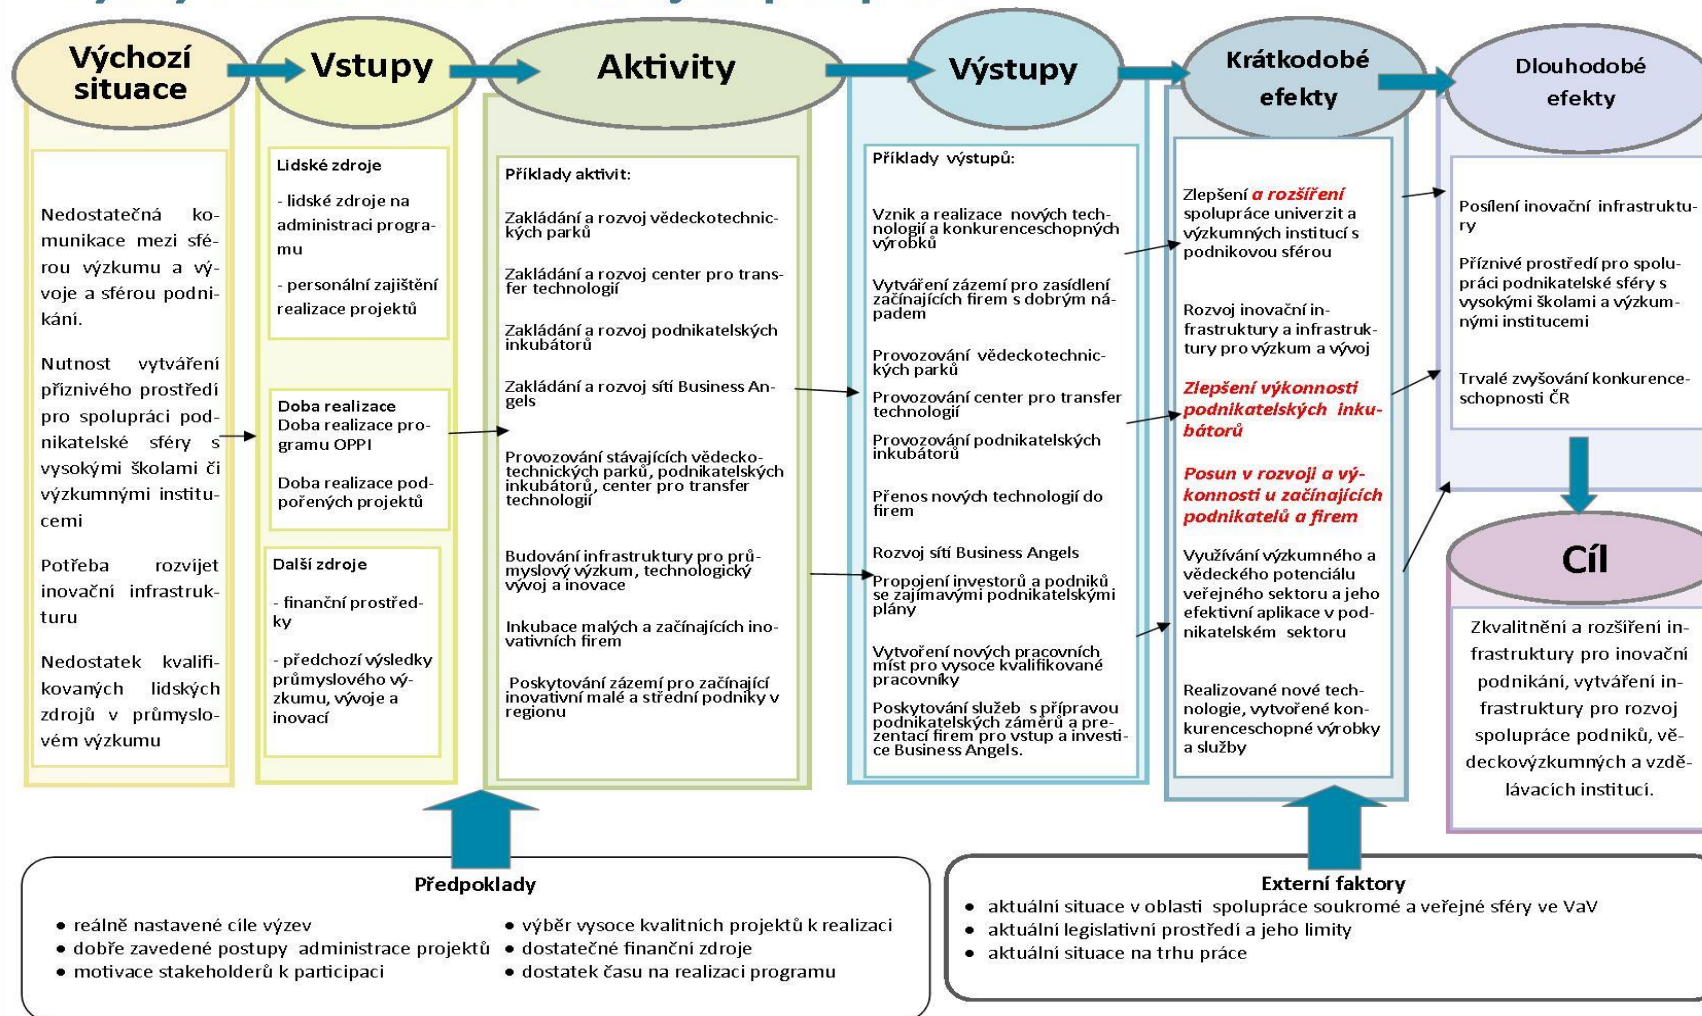 Výchozí
situace
Vstupy
Aktivity
Výstupy
Krátkodobé
efekty
Dlouhodobé
efekty
Nedostatečná ko-
munikace mezi sfé-
rou výzkumu a vý-
voje a sférou podni-
kání.
Nutnost vytváření
příznivého prostředí
pro spolupráci pod-
nikatelské sféry s
vysokými školami či
výzkumnými institu-
cemi
Potřeba rozvíjet
inovační infrastruk-
turu
Nedostatek kvalifi-
kovaných lidských
zdrojů v průmyslo-
vém výzkumu
Lidské zdroje
- lidské zdroje na
administraci progra-
mu
- personální zajištění
realizace projektů
Doba realizace
Doba realizace pro-
gramu OPPI
Doba realizace pod-
pořených projektů
Další zdroje
- finanční prostřed-
ky
- předchozí výsledky
průmyslového vý-
zkumu, vývoje a
inovací
Příklady aktivit:
Zakládání a rozvoj vědeckotechnic-
kých parků
Zakládání a rozvoj center pro trans-
fer technologií
Zakládání a rozvoj podnikatelských
inkubátorů
Zakládání a rozvoj sítí Business An-
gels
Provozování stávajících vědecko-
technických parků, podnikatelských
inkubátorů, center pro transfer
technologií
Budování infrastruktury pro prů-
myslový výzkum, technologický
vývoj a inovace
Inkubace malých a začínajících ino-
vativních firem
Poskytování zázemí pro začínající
inovativní malé a střední podniky v
regionu
Příklady výstupů:
Vznik a realizace nových tech-
nologií a konkurenceschopných
výrobků
Vytváření zázemí pro zasídlení
začínajících firem s dobrým ná-
padem
Provozování vědeckotechnic-
kých parků
Provozování center pro transfer
technologií
Provozování podnikatelských
inkubátorů
Přenos nových technologií do
firem
Rozvoj sítí Business Angels
Propojení investorů a podniků
se zajímavými podnikatelskými
plány
Vytvoření nových pracovních
míst pro vysoce kvalifikované
pracovníky
Poskytování služeb s přípravou
podnikatelských záměrů a pre-
zentací firem pro vstup a investi-
ce Business Angels.
Zlepšení a rozšíření
spolupráce univerzit a
výzkumných institucí s
podnikovou sférou
Rozvoj inovační in-
frastruktury a infrastruk-
tury pro výzkum a vývoj
Zlepšení výkonnosti
podnikatelských inku-
bátorů
Posun v rozvoji a vý-
konnosti u začínajících
podnikatelů a firem
Využívání výzkumného a
vědeckého potenciálu
veřejného sektoru a jeho
efektivní aplikace v pod-
nikatelském sektoru
Realizované nové tech-
nologie, vytvořené kon-
kurenceschopné výrobky
a služby
Posílení inovační infrastruktu-
ry
Příznivé prostředí pro spolu-
práci podnikatelské sféry s
vysokými školami a výzkum-
nými institucemi
Trvalé zvyšování konkurence-
schopnosti ČR
Cíl
Zkvalitnění a rozšíření in-
frastruktury pro inovační
podnikání, vytváření in-
frastruktury pro rozvoj
spolupráce podniků, vě-
deckovýzkumných a vzdě-
lávacích institucí.
Předpoklady
• reálně nastavené cíle výzev
• dobře zavedené postupy administrace projektů
• motivace stakeholderů k participaci
• výběr vysoce kvalitních projektů k realizaci
• dostatečné finanční zdroje
• dostatek času na realizaci programu
Externí faktory
• aktuální situace v oblasti spolupráce soukromé a veřejné sféry ve VaV
• aktuální legislativní prostředí a jeho limity
• aktuální situace na trhu práce